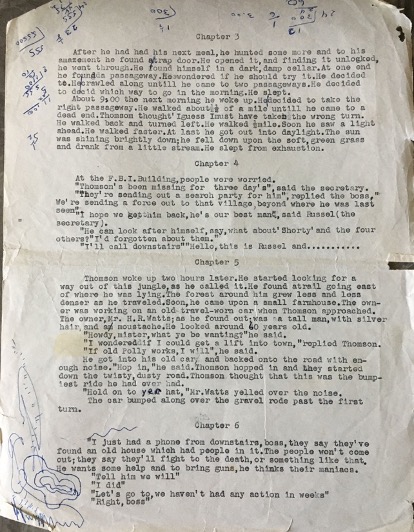 Chapter 3
After he had had his next meal,he hunted some more and to his
amazement he found atrap door.He opened it,and finding it unlocked,
he went through.He found himself in a dark,damp cellar.At one end
he founda passageway.Hewondered if he should try it.He decided
to.Hecrawled along until he came to two passageways.He decided
to decid which way to go in the morning.He slept.
About 9;00 the next morning he woke up.Hedecided to take the
right passageway.He walked about of a mile until he came to a
dead end.Thomson thought'Iguess Imust have taken the wrong turn.
He walked back and turned left.He walked mile.Soon he saw a light
ahead.He walked faster.At last he got out into daylight.The sun
was shining brightly down,he fell down upon the soft,green grass
and drank from a little stream.He slept from exhaustion.
Chapter 4
At the F.B.I.Building,people were worried.
"Thomson's been missing for three day's",said the secretary.
"They're sending out a search party for him",replied the boss,"
We're sending a force out to that village beyond where he was last
seen"
"I hope we getthim back,he's our best man",said Russel(the
secretary).
"He can look after himself,say,what about'Shorty'and the four
others?"I'd forgotten about them."
"I'll call downstairs""Hello,this is Russel and...........
Chapter 5
Thomson woke up two hours later.He started looking for a
way out of this jungle,as he called it.He found atrail going east
of where he was lying.The forest around him grew less and less
denser as he traveled.Soon,he came upon a small farmhouse.The own-
er was working on an old travel-worn car when Thomson approached.
The owner,Mr. H.R.Watts;as he found out;was a tall man,with silver
hair,and moustache.He looked around 60 years old.
"Howdy,mister,what ye be wanting?"he said.
"I wonderedif I could get a lift into town,"replied Thomson.
"If old Polly works,I will",he said.
He got into his old car, and backed onto the road with en-
ough noise."Hop in,"he said.Thomson hopped in and they started
down the twisty,dusty road.Thomson thought that this was the bump-
iest ride he had over had.
"Hold on to yer hat,"Mr.Watts yelled over the noise.
The car bumped along over the gravel rode past the first
turn.
Chapter 6
"I just had a phone from downstairs,boss,they say they've
found an old house which had people in it.The people won't come
out;they say they'll fight to the death,or something like that.
He wants some help and to bring guns,he thinks their maniacs.
"Tell him we will"
"I did"
"Let's go to,we haven't had any action in weeks"
"Right,boss"